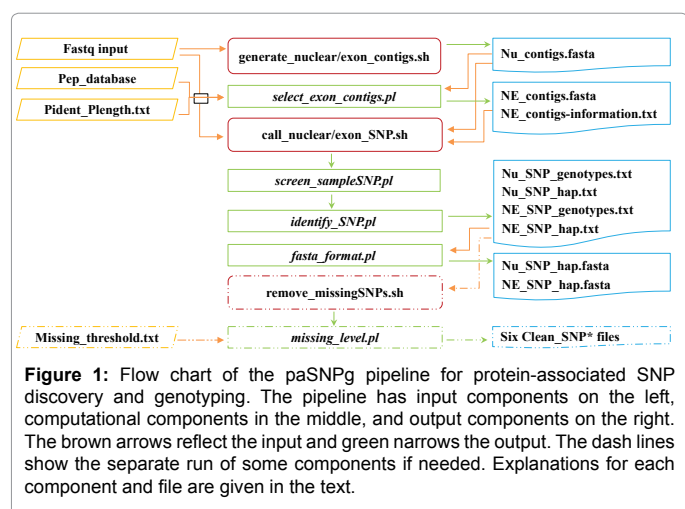 Fastq input
Pep_database
Pident_Plength.txt
generate_nuclear/exon_contigs.sh
select_exon_contigs.pl
call_nuclear/exon_SNP.sh
screen_sampleSNP.pl
identify_SNP.pl
fasta_format.pl
remove_missingSNPs.sh
Missing_threshold.txt
missing_level.pl
Nu_contigs.fasta
NE_contigs.fasta
NE_contigs-information.txt
Nu_SNP_genotypes.txt
Nu_SNP_hap.txt
NE_SNP_genotypes.txt
NE_SNP_hap.txt
Nu_SNP_hap.fasta
NE_SNP_hap.fasta
Six Clean_SNP* files
Figure 1: Flow chart of the paSNPg pipeline for protein-associated SNP
discovery and genotyping. The pipeline has input components on the left,
computational components in the middle, and output components on the right.
The brown arrows reflect the input and green narrows the output. The dash lines
show the separate run of some components if needed. Explanations for each
component and file are given in the text.